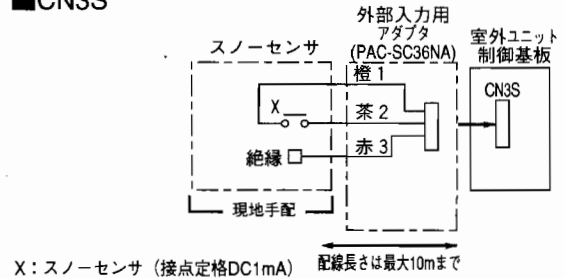 ■CN3S
外部入力用
アダプタ
(PAC-SC36NA)
室外ユニット
制御基板
スノーセンサ
橙 1
CN3S
X
茶 2
赤 3
絶縁
現地手配
配線長さは最大10mまで
X：スノーセンサ（接点定格DC1mA）